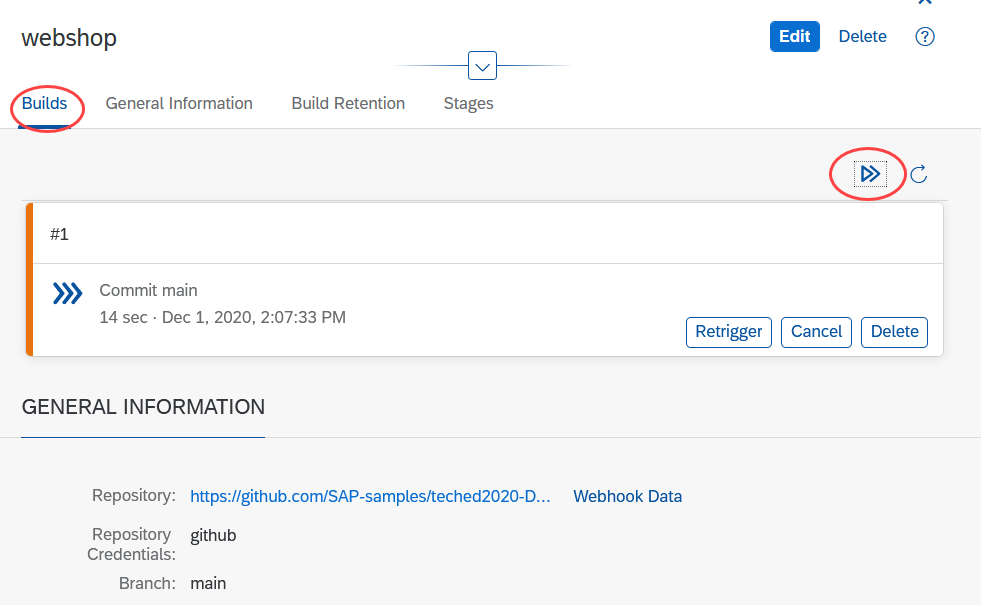 webshop
Edit Delete
Builds General Information Build Retention Stages
#1
Commit main
14 sec · Dec 1, 2020, 2:07:33 PM
Retrigger Cancel Delete
GENERAL INFORMATION
Repository: https://github.com/SAP-samples/teched2020-D... Webhook Data
Repository github
Credentials:
Branch: main